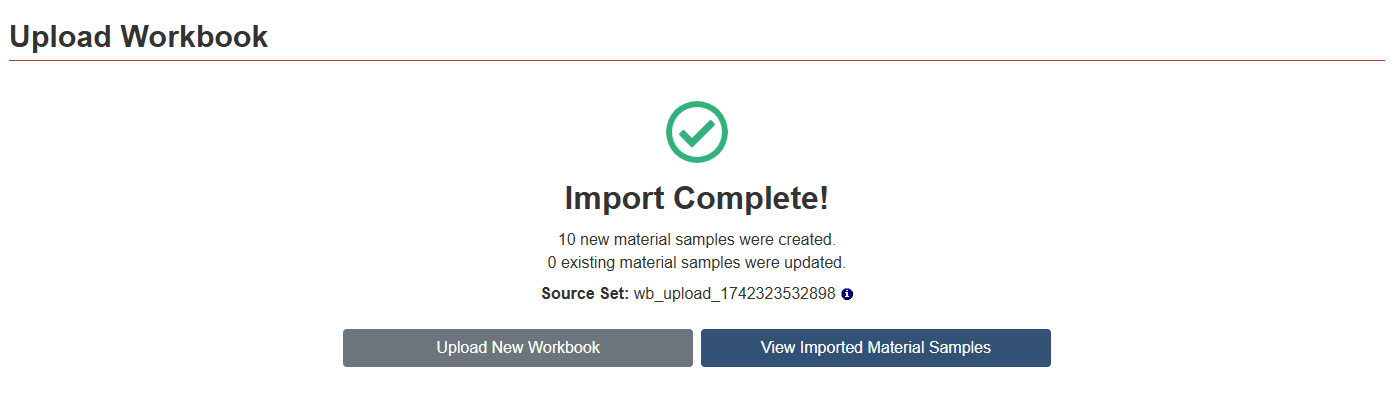 Upload Workbook
Import Complete!
10 new material samples were created.
0 existing material samples were updated.
Source Set: wb_upload_1742323532898
Upload New Workbook
View Imported Material Samples